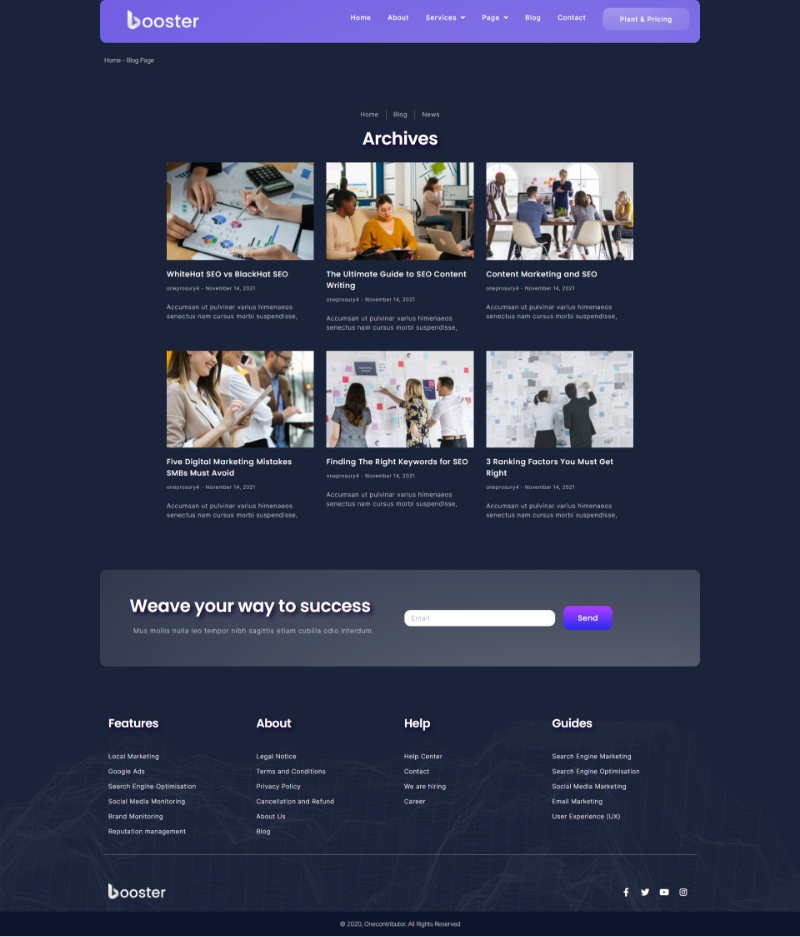 booster
Home About Services Page Blog Contact Plant & Pricing
Home - Blog Page
Home Blog News
Archives
WhiteHat SEO vs BlackHat SEO
oneprosury4 - November 14, 2021
Accumsan ut pulvinar varius himenaeos
senectus nam cursus morbi suspendisse,
The Ultimate Guide to SEO Content
Writing
oneprosury4 - November 14, 2021
Accumsan ut pulvinar varius himenaeos
senectus nam cursus morbi suspendisse,
Content Marketing and SEO
oneprosury4 - November 14, 2021
Accumsan ut pulvinar varius himenaeos
senectus nam cursus morbi suspendisse,
Five Digital Marketing Mistakes
SMBs Must Avoid
oneprosury4 - November 14, 2021
Accumsan ut pulvinar varius himenaeos
senectus nam cursus morbi suspendisse,
Finding The Right Keywords for SEO
oneprosury4 - November 14, 2021
Accumsan ut pulvinar varius himenaeos
senectus nam cursus morbi suspendisse,
3 Ranking Factors You Must Get
Right
oneprosury4 - November 14, 2021
Accumsan ut pulvinar varius himenaeos
senectus nam cursus morbi suspendisse,
Weave your way to success
Mus mollis nulla leo tempor nibh sagittis etiam cubilia odio interdum.
Email
Send
Features
Local Marketing
Google Ads
Search Engine Optimisation
Social Media Monitoring
Brand Monitoring
Reputation management
About
Legal Notice
Terms and Conditions
Privacy Policy
Cancellation and Refund
About Us
Blog
Help
Help Center
Contact
We are hiring
Career
Guides
Search Engine Marketing
Search Engine Optimisation
Social Media Marketing
Email Marketing
User Experience (UX)
booster
© 2020, Onecontributor. All Rights Reserved